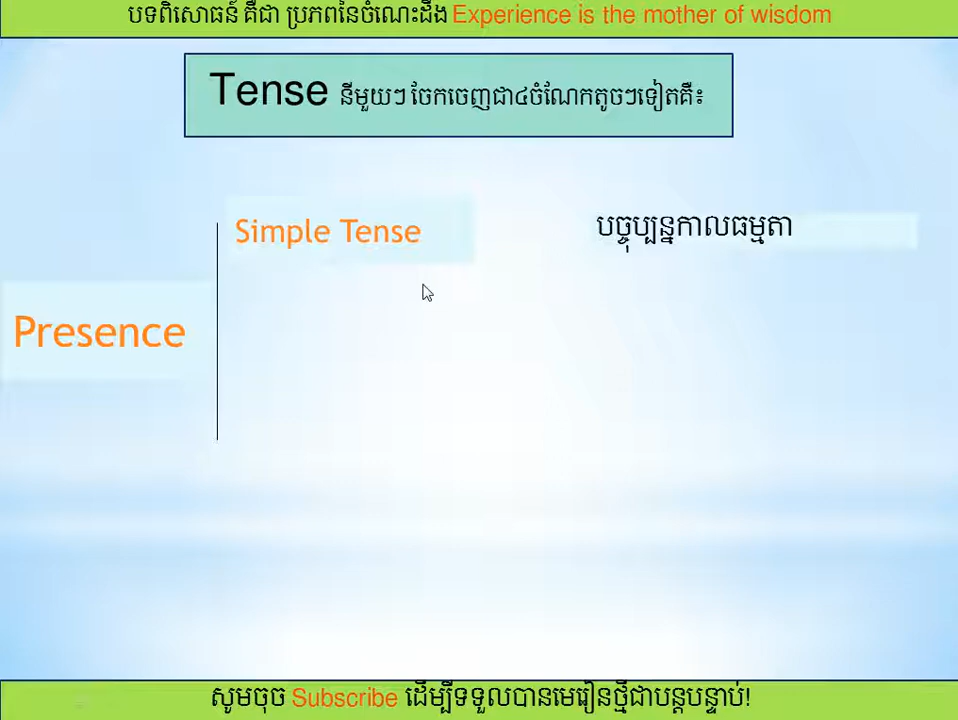 បទពិសោធន៍ គឺជា ប្រភពនៃចំណេះដឹង Experience is the mother of wisdom
Tense នីមួយៗ ចែកចេញជា៤ចំណែកតូចៗទៀតគឺ៖
Simple Tense បច្ចុប្បន្នកាលធម្មតា
Presence
សូមចុច Subscribe ដើម្បីទទួលបានមេរៀនថ្មីជាបន្តបន្ទាប់!